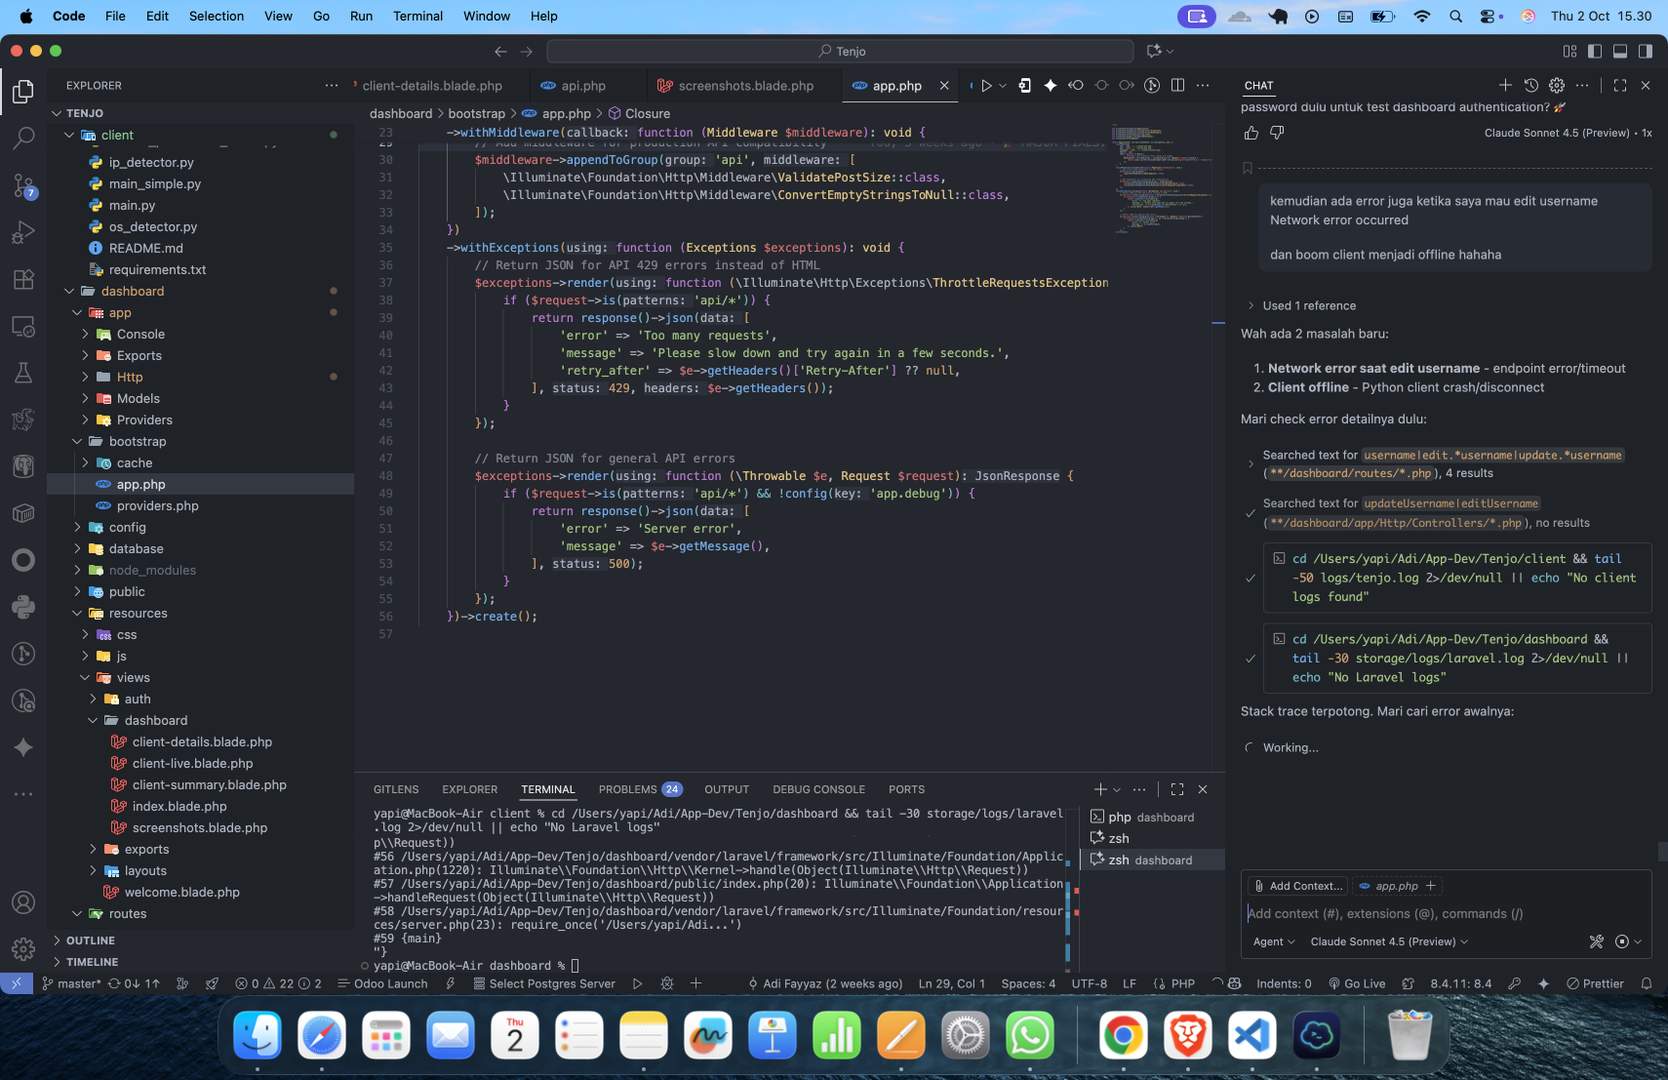 Code File Edit Selection View Go Run Terminal Window Help
Thu 2 Oct 15.30
Tenjo
EXPLORER
TENJO
client
ip_detector.py
main_simple.py
main.py
os_detector.py
README.md
requirements.txt
dashboard
app
Console
Exports
Http
Models
Providers
bootstrap
cache
app.php
providers.php
config
database
node_modules
public
resources
css
js
views
auth
dashboard
client-details.blade.php
client-live.blade.php
client-summary.blade.php
index.blade.php
screenshots.blade.php
exports
layouts
welcome.blade.php
routes
OUTLINE
TIMELINE
client-details.blade.php api.php screenshots.blade.php app.php
dashboard > bootstrap > app.php > Closure
23 ->withMiddleware(callback: function (Middleware $middleware): void {
29 // Add middleware for production API compatibility
30 $middleware->appendToGroup(group: 'api', middleware: [
31 \Illuminate\Foundation\Http\Middleware\ValidatePostSize::class,
32 \Illuminate\Foundation\Http\Middleware\ConvertEmptyStringsToNull::class,
33 ]);
34 })
35 ->withExceptions(using: function (Exceptions $exceptions): void {
36 // Return JSON for API 429 errors instead of HTML
37 $exceptions->render(using: function (\Illuminate\Http\Exceptions\ThrottleRequestsException
38 if ($request->is(patterns: 'api/*')) {
39 return response()->json(data: [
40 'error' => 'Too many requests',
41 'message' => 'Please slow down and try again in a few seconds.',
42 'retry_after' => $e->getHeaders()['Retry-After'] ?? null,
43 ], status: 429, headers: $e->getHeaders());
44 }
45 });
46
47 // Return JSON for general API errors
48 $exceptions->render(using: function (\Throwable $e, Request $request): JsonResponse {
49 if ($request->is(patterns: 'api/*') && !config(key: 'app.debug')) {
50 return response()->json(data: [
51 'error' => 'Server error',
52 'message' => $e->getMessage(),
53 ], status: 500);
54 }
55 });
56 })->create();
57
GITLENS EXPLORER TERMINAL PROBLEMS 24 OUTPUT DEBUG CONSOLE PORTS
yapi@MacBook-Air client % cd /Users/yapi/Adi/App-Dev/Tenjo/dashboard && tail -30 storage/logs/laravel
.log 2>/dev/null || echo "No Laravel logs"
p\\Request))
#56 /Users/yapi/Adi/App-Dev/Tenjo/dashboard/vendor/laravel/framework/src/Illuminate/Foundation/Applic
ation.php(1220): Illuminate\\Foundation\\Http\\Kernel->handle(Object(Illuminate\\Http\\Request))
#57 /Users/yapi/Adi/App-Dev/Tenjo/dashboard/public/index.php(20): Illuminate\\Foundation\\Application
->handleRequest(Object(Illuminate\\Http\\Request))
#58 /Users/yapi/Adi/App-Dev/Tenjo/dashboard/vendor/laravel/framework/src/Illuminate/Foundation/resour
ces/server.php(23): require_once('/Users/yapi/Adi...')
#59 {main}
"}
yapi@MacBook-Air dashboard %
php dashboard
zsh
zsh dashboard
CHAT
password dulu untuk test dashboard authentication? 🚀
Claude Sonnet 4.5 (Preview) • 1x
kemudian ada error juga ketika saya mau edit username
Network error occurred
dan boom client menjadi offline hahaha
Used 1 reference
Wah ada 2 masalah baru:
1. Network error saat edit username - endpoint error/timeout
2. Client offline - Python client crash/disconnect
Mari check error detailnya dulu:
Searched text for username|edit.*username|update.*username
(**/dashboard/routes/*.php), 4 results
Searched text for updateUsername|editUsername
(**/dashboard/app/Http/Controllers/*.php), no results
cd /Users/yapi/Adi/App-Dev/Tenjo/client && tail
-50 logs/tenjo.log 2>/dev/null || echo "No client
logs found"
cd /Users/yapi/Adi/App-Dev/Tenjo/dashboard &&
tail -30 storage/logs/laravel.log 2>/dev/null ||
echo "No Laravel logs"
Stack trace terpotong. Mari cari error awalnya:
Working...
Add Context... app.php +
Add context (#), extensions (@), commands (/)
Agent Claude Sonnet 4.5 (Preview)
7
master* 0↓ 1↑ 0 22 2 Odoo Launch Select Postgres Server Adi Fayyaz (2 weeks ago) Ln 29, Col 1 Spaces: 4 UTF-8 LF PHP Indents: 0 Go Live 8.4.11: 8.4 Prettier
Thu
2